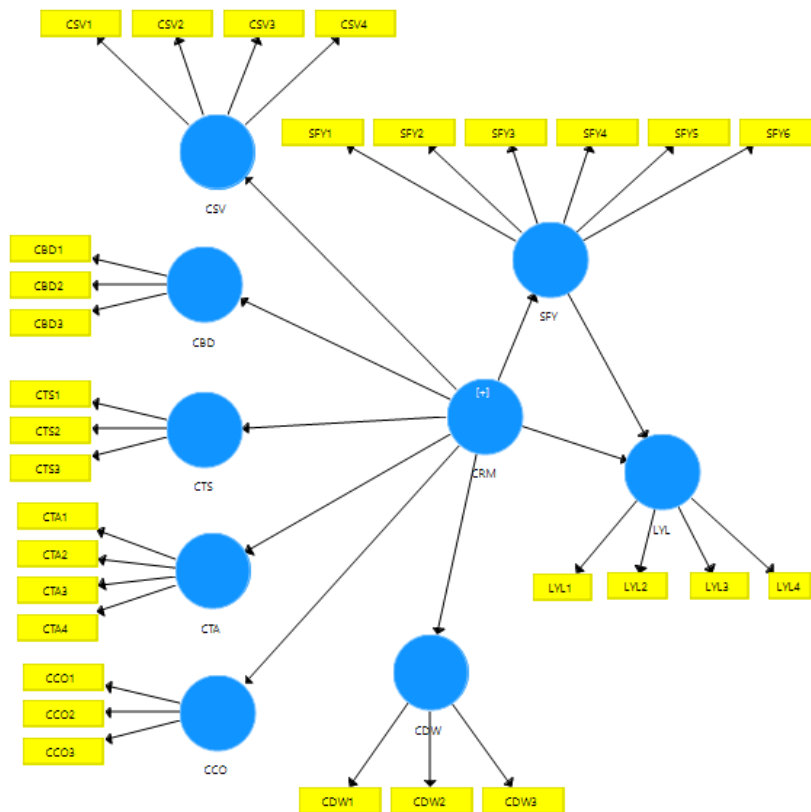 CSV1
CSV2
CSV3
CSV4
CSV
SFY1
SFY2
SFY3
SFY4
SFY5
SFY6
SFY
CBD1
CBD2
CBD3
CBD
CTS1
CTS2
CTS3
CTS
[+]
CRM
LYL
LYL1
LYL2
LYL3
LYL4
CTA1
CTA2
CTA3
CTA4
CTA
CCO1
CCO2
CCO3
CCO
CDW
CDW1
CDW2
CDW3